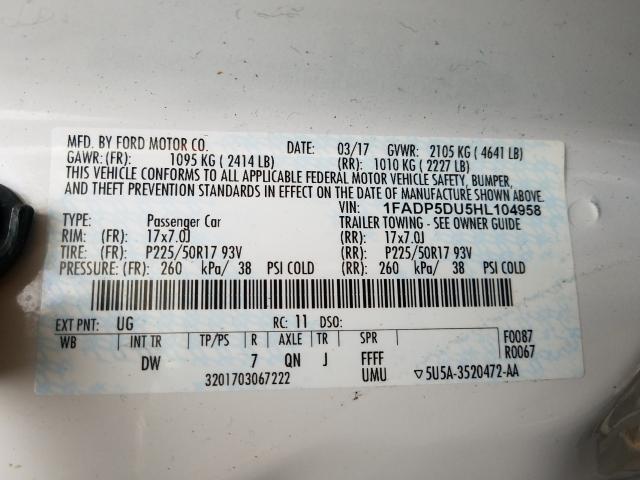 MFD. BY FORD MOTOR CO. DATE: 03/17 GVWR: 2105 KG ( 4641 LB)
GAWR: (FR): 1095 KG ( 2414 LB) (RR): 1010 KG ( 2227 LB)
THIS VEHICLE CONFORMS TO ALL APPLICABLE FEDERAL MOTOR VEHICLE SAFETY, BUMPER,
AND THEFT PREVENTION STANDARDS IN EFFECT ON THE DATE OF MANUFACTURE SHOWN ABOVE.
VIN: 1FADP5DU5HL104958
TYPE: Passenger Car TRAILER TOWING - SEE OWNER GUIDE
RIM: (FR): 17x7.0J (RR): 17x7.0J
TIRE: (FR): P225/50R17 93V (RR): P225/50R17 93V
PRESSURE: (FR): 260 kPa/ 38 PSI COLD (RR): 260 kPa/ 38 PSI COLD
EXT PNT: UG RC: 11 DSO:
WB INT TR TP/PS R AXLE TR SPR F0087
DW 7 QN J FFFF R0067
3201703067222 UMU ▽5U5A-3520472-AA